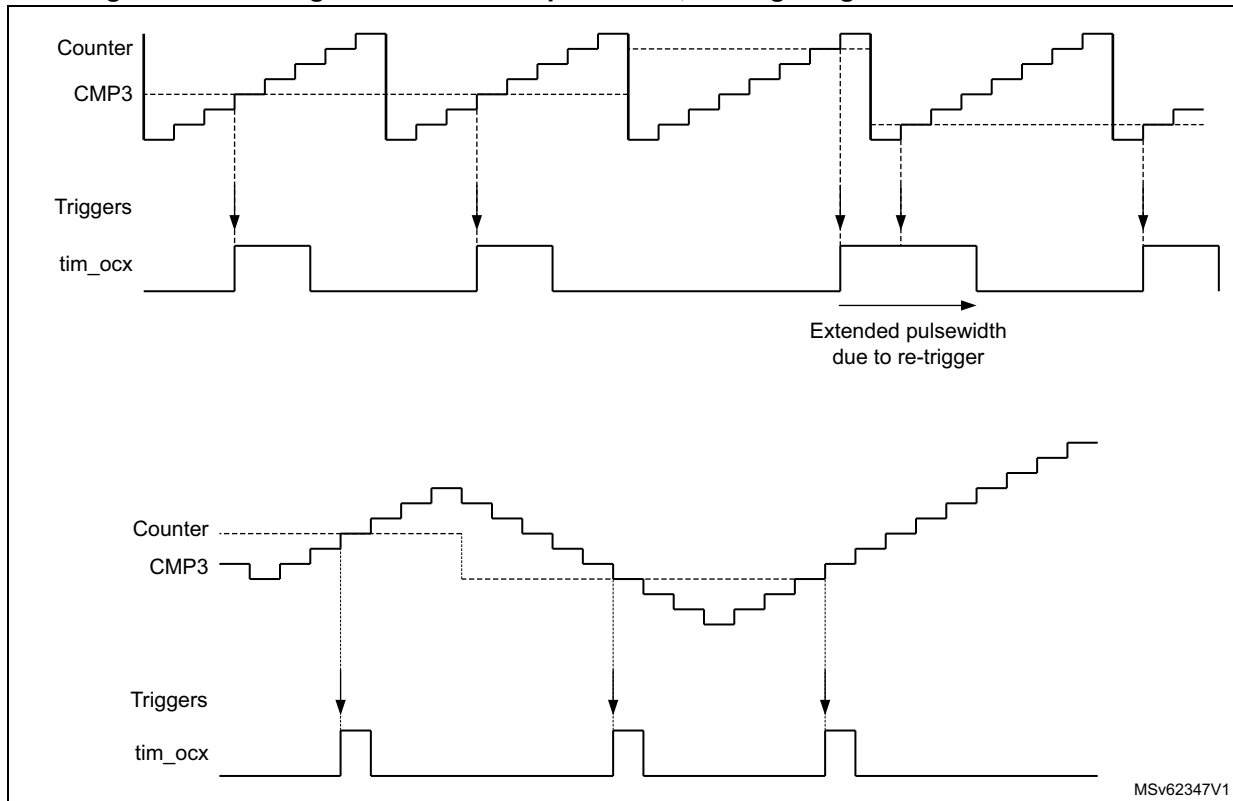 Counter
CMP3
Triggers
tim_ocx
Extended pulsewidth
due to re-trigger
Counter
CMP3
Triggers
tim_ocx
MSv62347V1